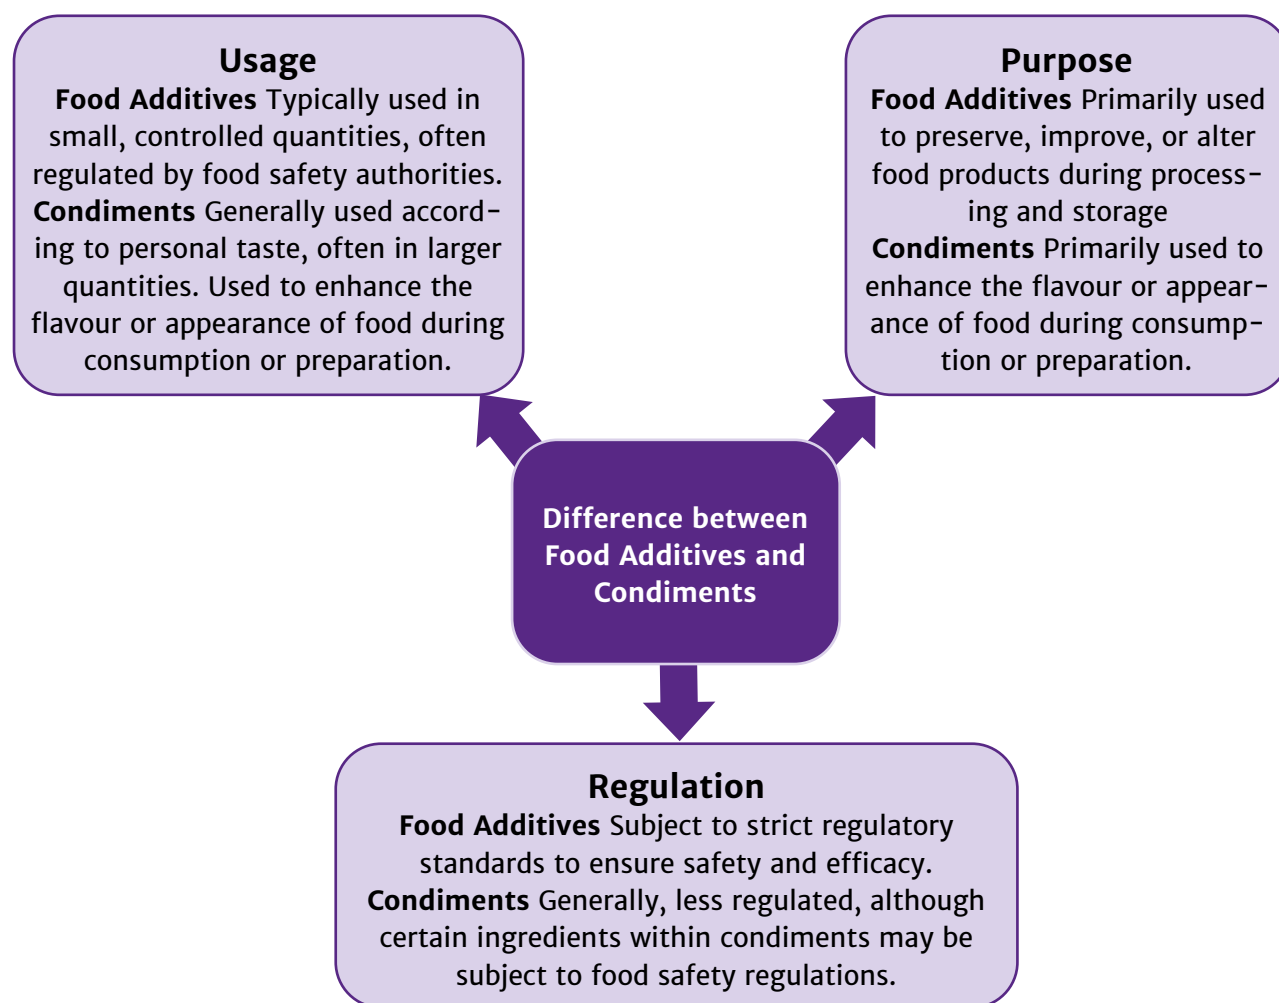 Usage
Food Additives Typically used in
small, controlled quantities, often
regulated by food safety authorities.
Condiments Generally used accord-
ing to personal taste, often in larger
quantities. Used to enhance the
flavour or appearance of food during
consumption or preparation.
Purpose
Food Additives Primarily used
to preserve, improve, or alter
food products during process-
ing and storage
Condiments Primarily used to
enhance the flavour or appear-
ance of food during consump-
tion or preparation.
Difference between
Food Additives and
Condiments
Regulation
Food Additives Subject to strict regulatory
standards to ensure safety and efficacy.
Condiments Generally, less regulated, although
certain ingredients within condiments may be
subject to food safety regulations.